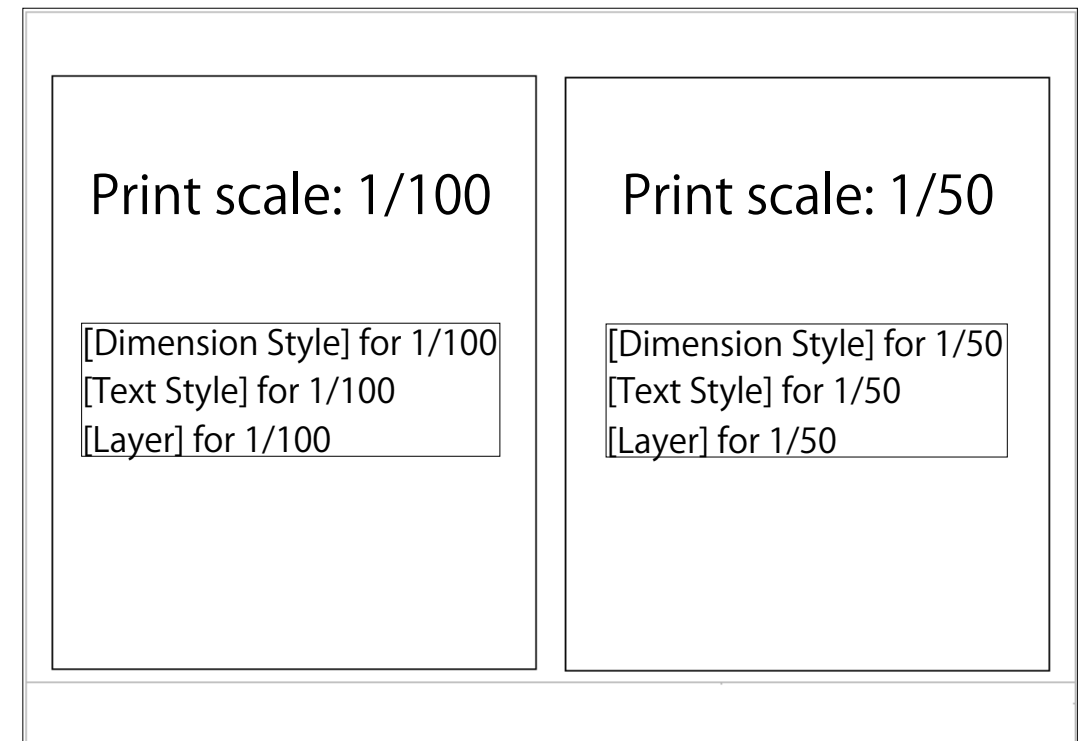 Print scale: 1/100
[Dimension Style] for 1/100
[Text Style] for 1/100
[Layer] for 1/100
Print scale: 1/50
[Dimension Style] for 1/50
[Text Style] for 1/50
[Layer] for 1/50